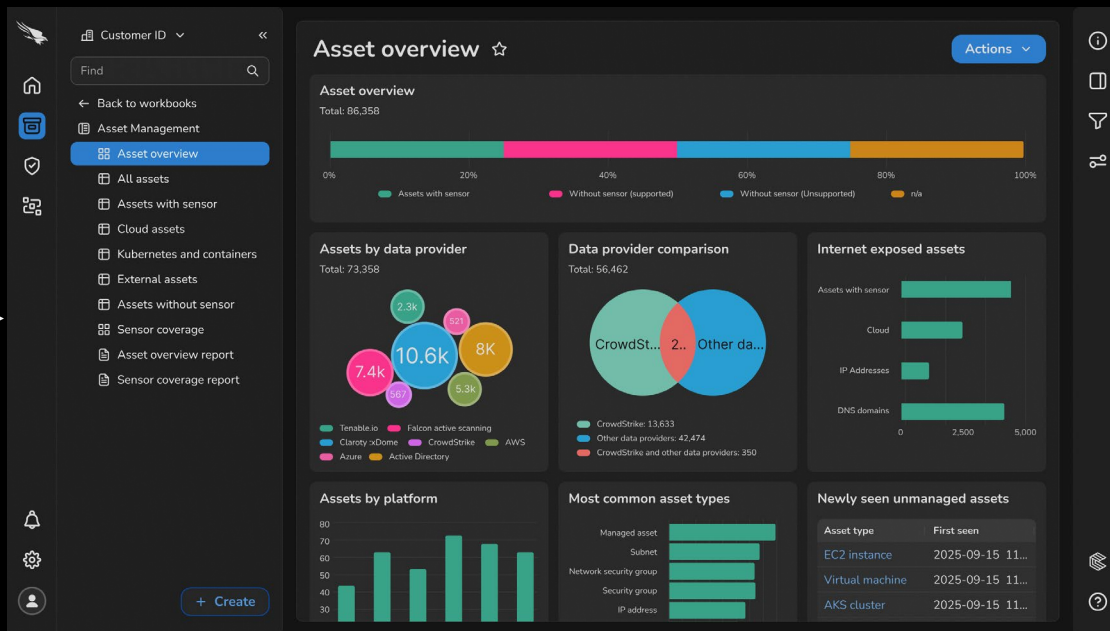 Customer ID
Find
Back to workbooks
Asset Management
Asset overview
All assets
Assets with sensor
Cloud assets
Kubernetes and containers
External assets
Assets without sensor
Sensor coverage
Asset overview report
Sensor coverage report
+ Create
Asset overview
Actions
Asset overview
Total: 86,358
0% 20% 40% 60% 80% 100%
Assets with sensor Without sensor (supported) Without sensor (Unsupported) n/a
Assets by data provider
Total: 73,358
2.3k
521
10.6k
8K
7.4k
567
5.3k
Tenable.io Falcon active scanning
Claroty :xDome CrowdStrike AWS
Azure Active Directory
Data provider comparison
Total: 56,462
CrowdSt... 2.. Other da...
CrowdStrike: 13,633
Other data providers: 42,474
CrowdStrike and other data providers: 350
Internet exposed assets
Assets with sensor
Cloud
IP Addresses
DNS domains
0 2,500 5,000
Assets by platform
80
70
60
50
40
30
Most common asset types
Managed asset
Subnet
Network security group
Security group
IP address
Newly seen unmanaged assets
Asset type First seen
EC2 instance 2025-09-15 11...
Virtual machine 2025-09-15 11...
AKS cluster 2025-09-15 11...